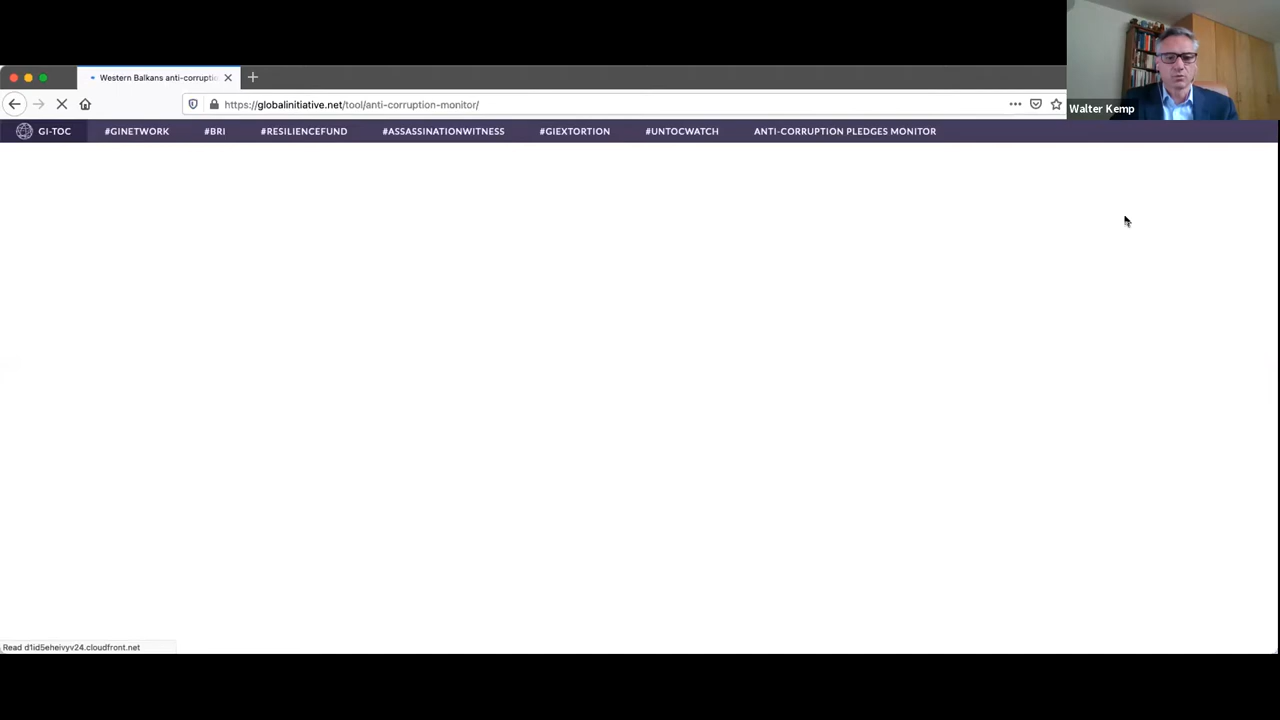 Western Balkans anti-corruptio
https://globalinitiative.net/tool/anti-corruption-monitor/
Walter Kemp
GI-TOC #GINETWORK #BRI #RESILIENCEFUND #ASSASSINATIONWITNESS #GIEXTORTION #UNTOCWATCH ANTI-CORRUPTION PLEDGES MONITOR
Read d1id5eheivyv24.cloudfront.net